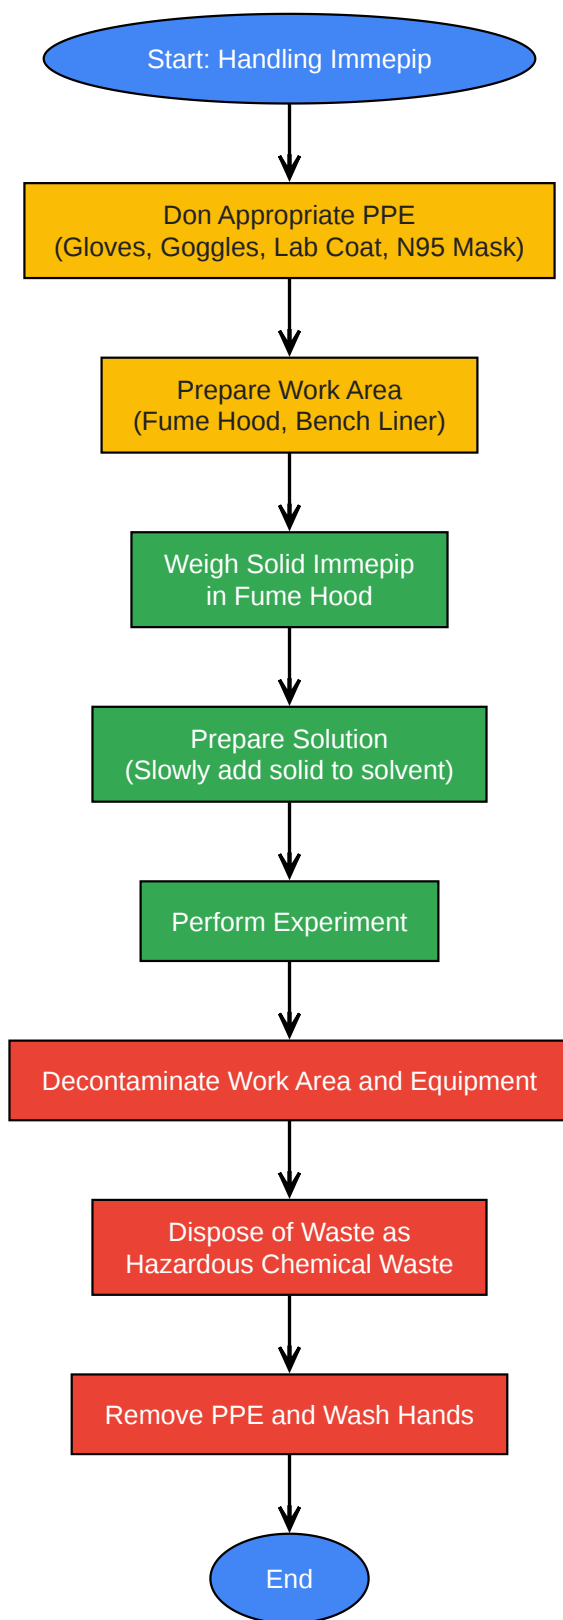 Start: Handling Immepip
Don Appropriate PPE
(Gloves, Goggles, Lab Coat, N95 Mask)
Prepare Work Area
(Fume Hood, Bench Liner)
Weigh Solid Immepip
in Fume Hood
Prepare Solution
(Slowly add solid to solvent)
Perform Experiment
Decontaminate Work Area and Equipment
Dispose of Waste as
Hazardous Chemical Waste
Remove PPE and Wash Hands
End